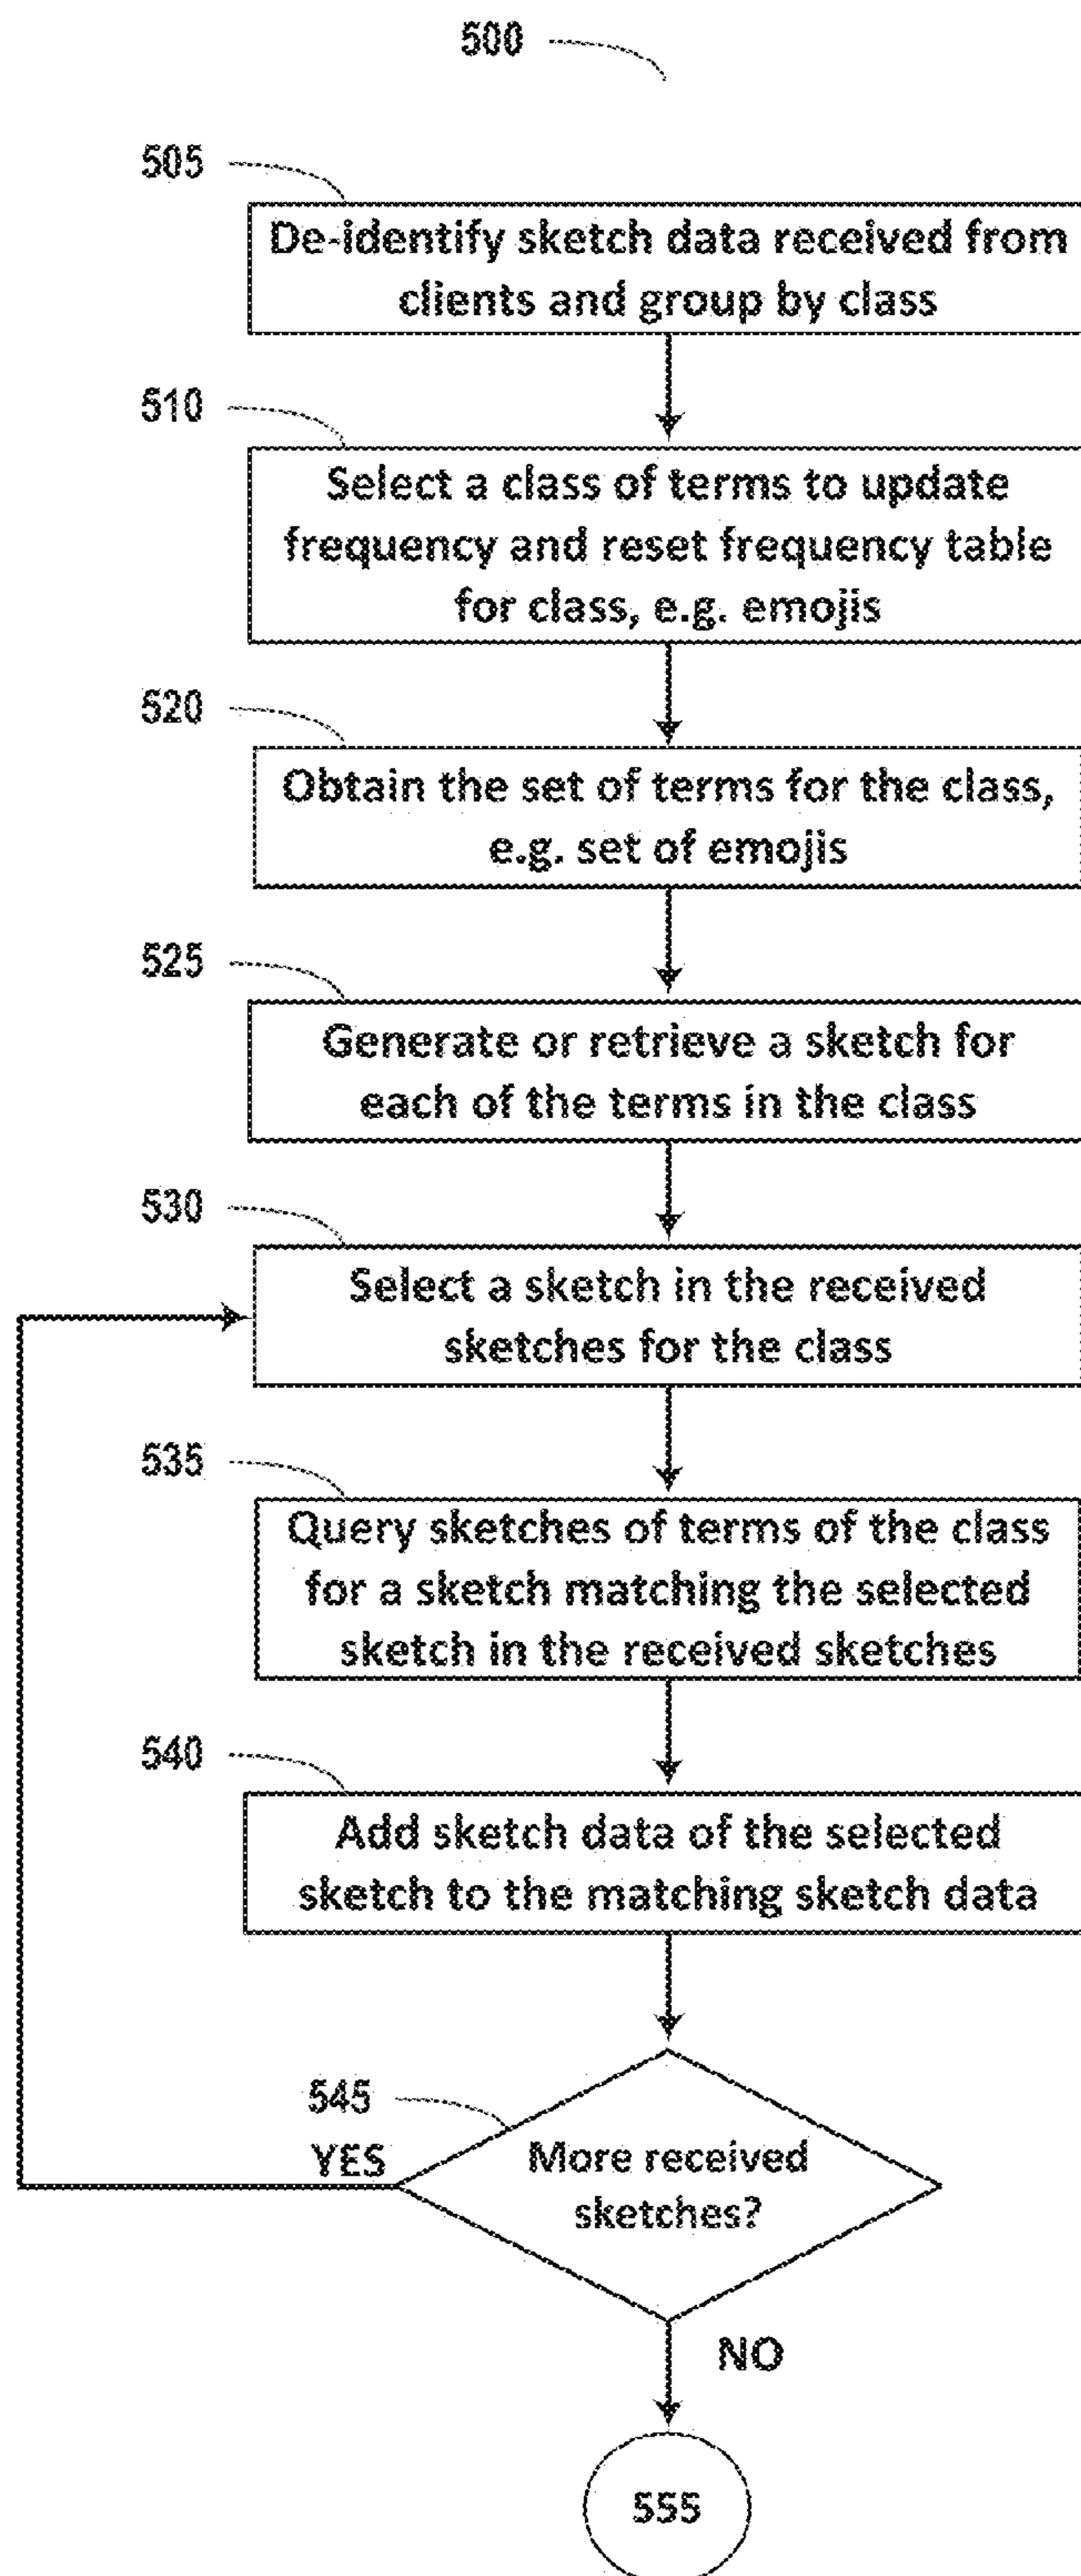 500
505
De-identify sketch data received from
clients and group by class
510
Select a class of terms to update
frequency and reset frequency table
for class, e.g. emojis
520
Obtain the set of terms for the class,
e.g. set of emojis
525
Generate or retrieve a sketch for
each of the terms in the class
530
Select a sketch in the received
sketches for the class
535
Query sketches of terms of the class
for a sketch matching the selected
sketch in the received sketches
540
Add sketch data of the selected
sketch to the matching sketch data
545
YES
More received
sketches?
NO
555